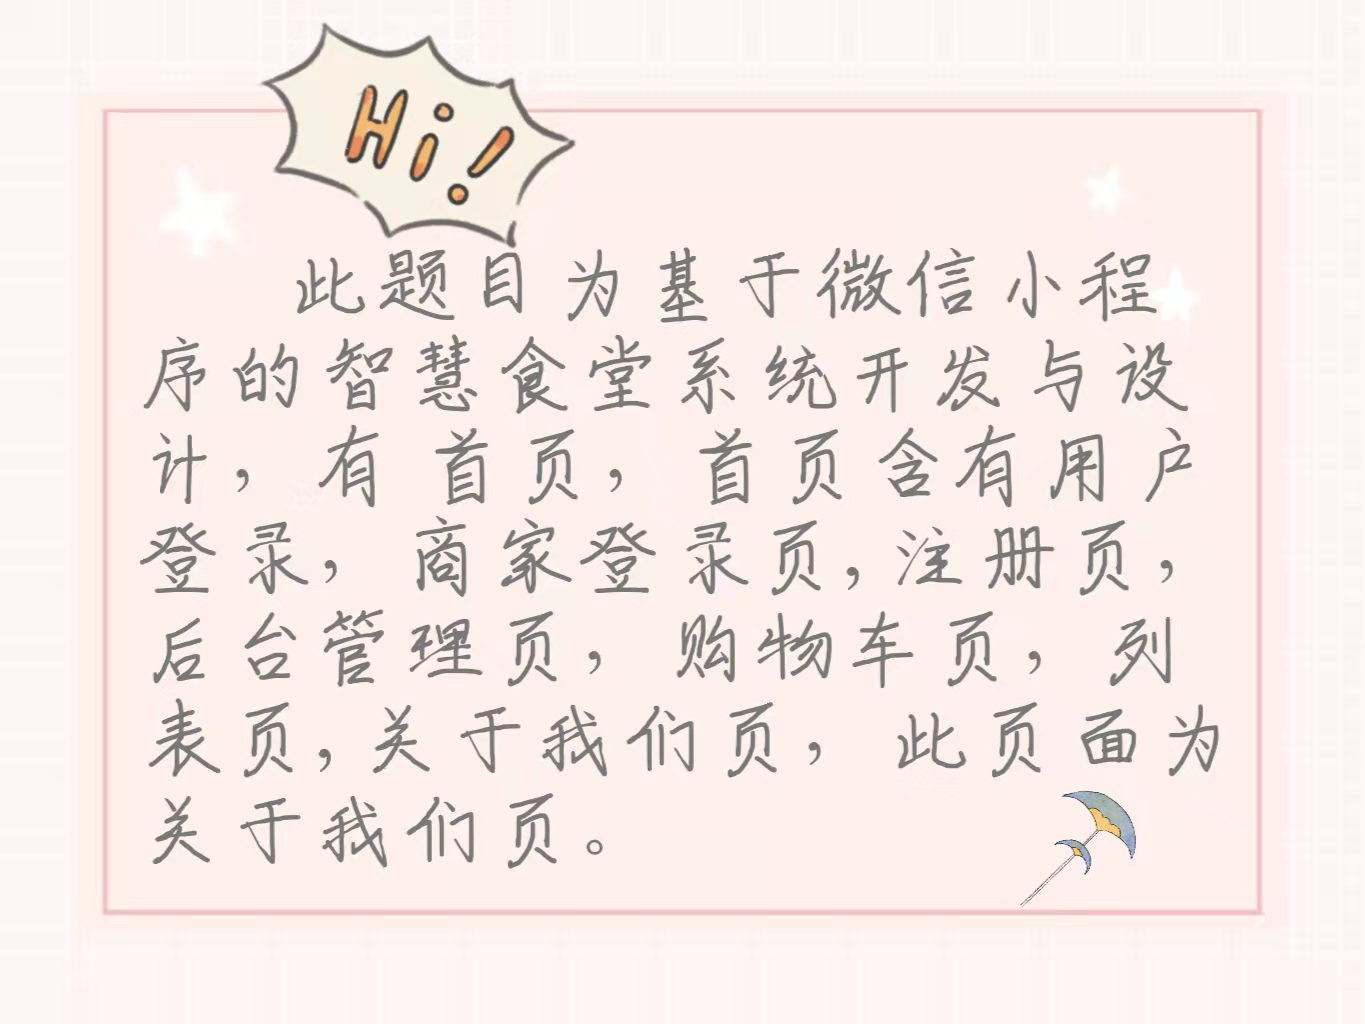 Hi!
此题目为基于微信小程
序的智慧食堂系统开发与设
计，有首页，首页含有用户
登录，商家登录页，注册页，
后台管理页，购物车页，列
表页，关于我们页，此页面为
关于我们页。